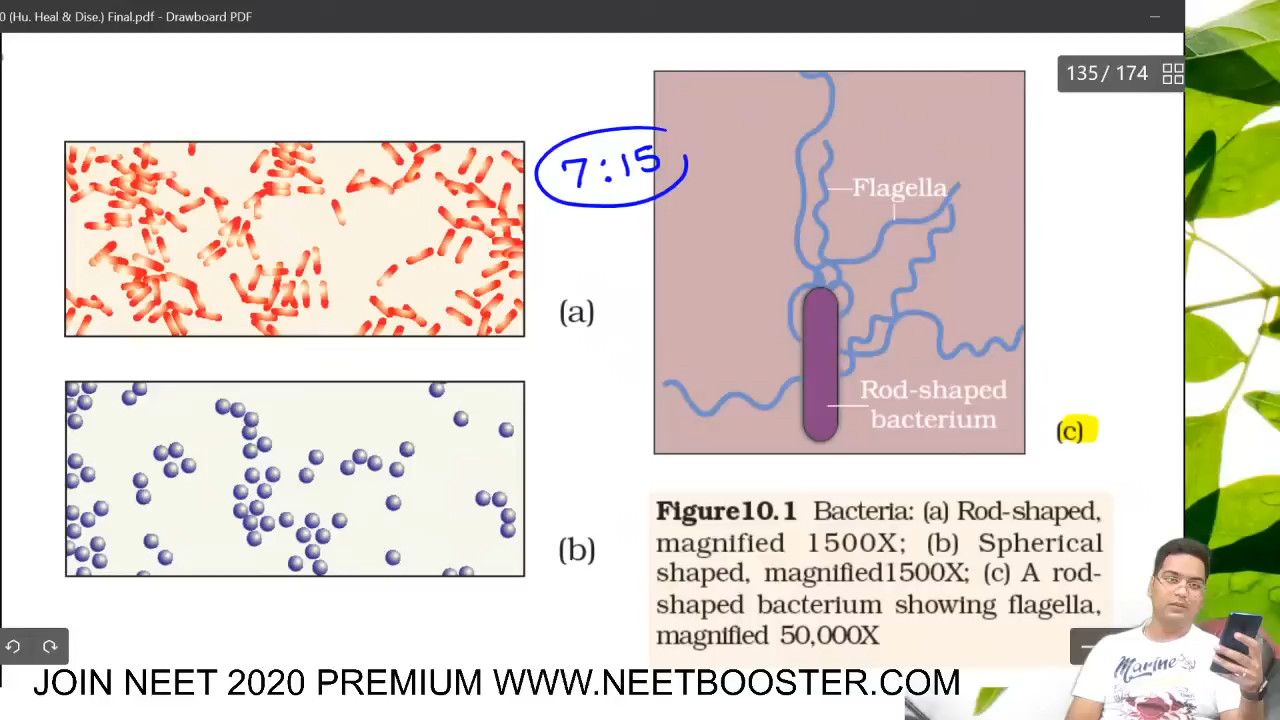 0 (Hu. Heal & Dise.) Final.pdf - Drawboard PDF
135 / 174
7:15
Flagella
(a)
Rod-shaped
bacterium
(c)
(b)
Figure10.1 Bacteria: (a) Rod-shaped,
magnified 1500X; (b) Spherical
shaped, magnified1500X; (c) A rod-
shaped bacterium showing flagella,
magnified 50,000X
Marine
JOIN NEET 2020 PREMIUM WWW.NEETBOOSTER.COM